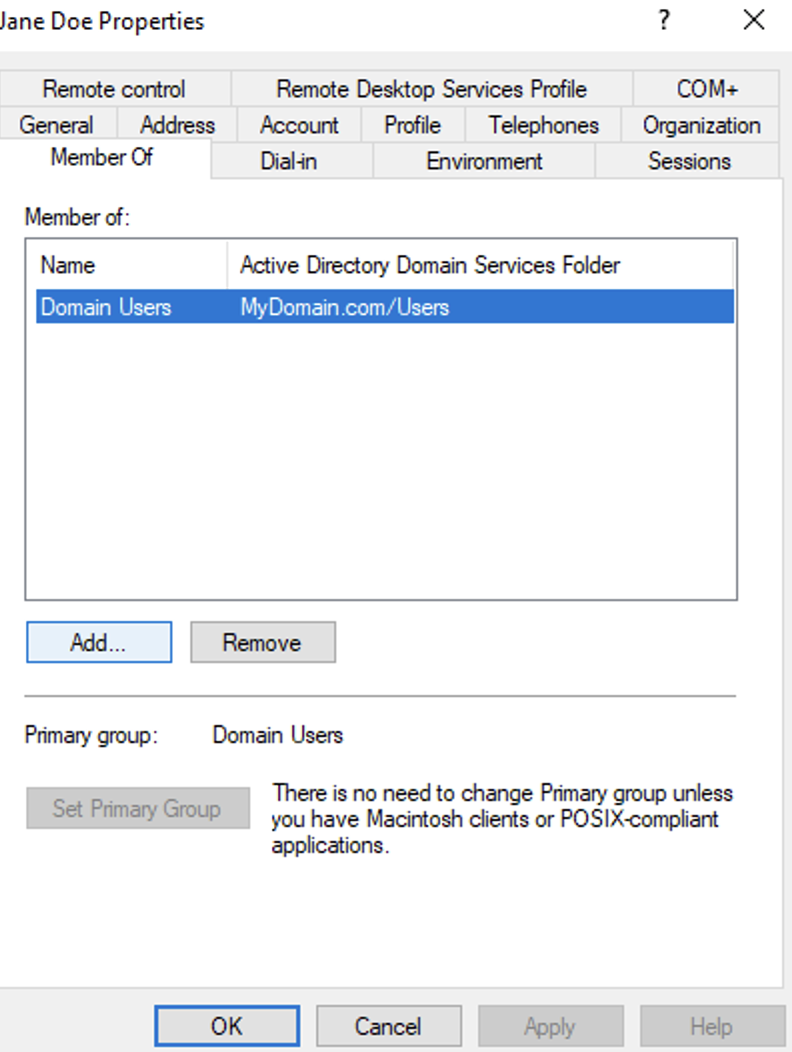 Jane Doe Properties
?
Remote control
Remote Desktop Services Profile
COM+
General
Address
Account
Profile
Telephones
Organization
Member Of
Dial-in
Environment
Sessions
Member of:
Name
Active Directory Domain Services Folder
Domain Users
MyDomain.com/Users
Add...
Remove
Primary group:
Domain Users
Set Primary Group
There is no need to change Primary group unless
you have Macintosh clients or POSIX-compliant
applications.
OK
Cancel
Apply
Help